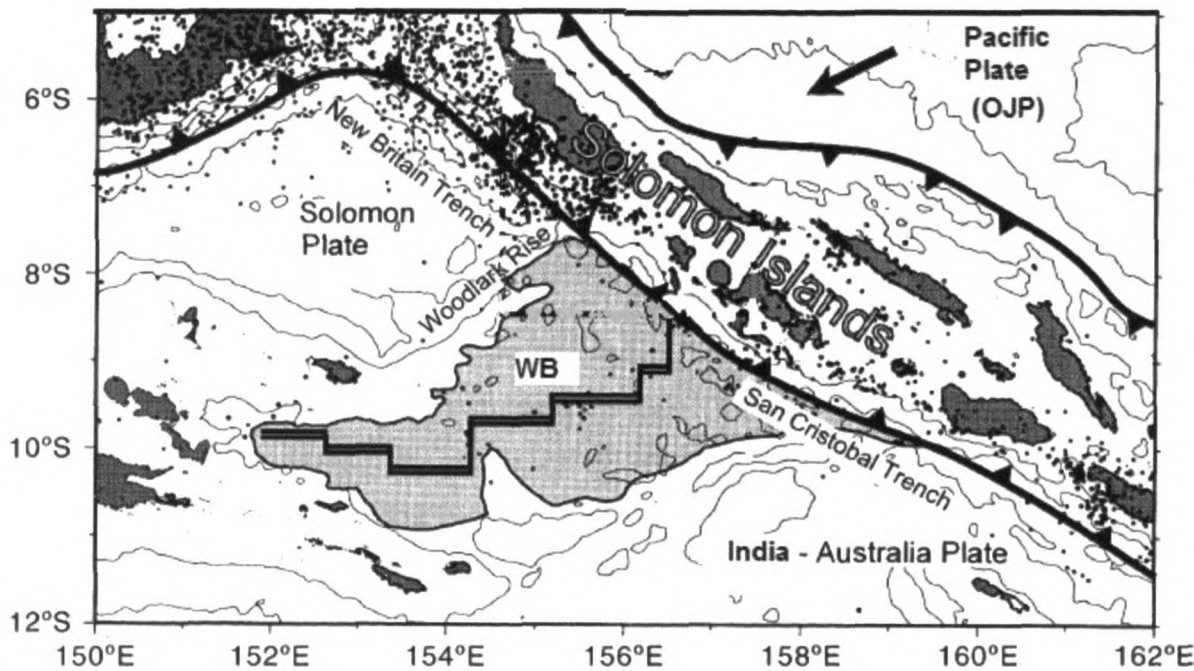 Pacific
Plate
(OJP)
6°S
New Britain Trench
Solomon Islands
Solomon
Plate
8°S
Woodlark Rise
WB
San Cristobal Trench
10°S
India - Australia Plate
12°S
150°E
152°E
154°E
156°E
158°E
160°E
162°E